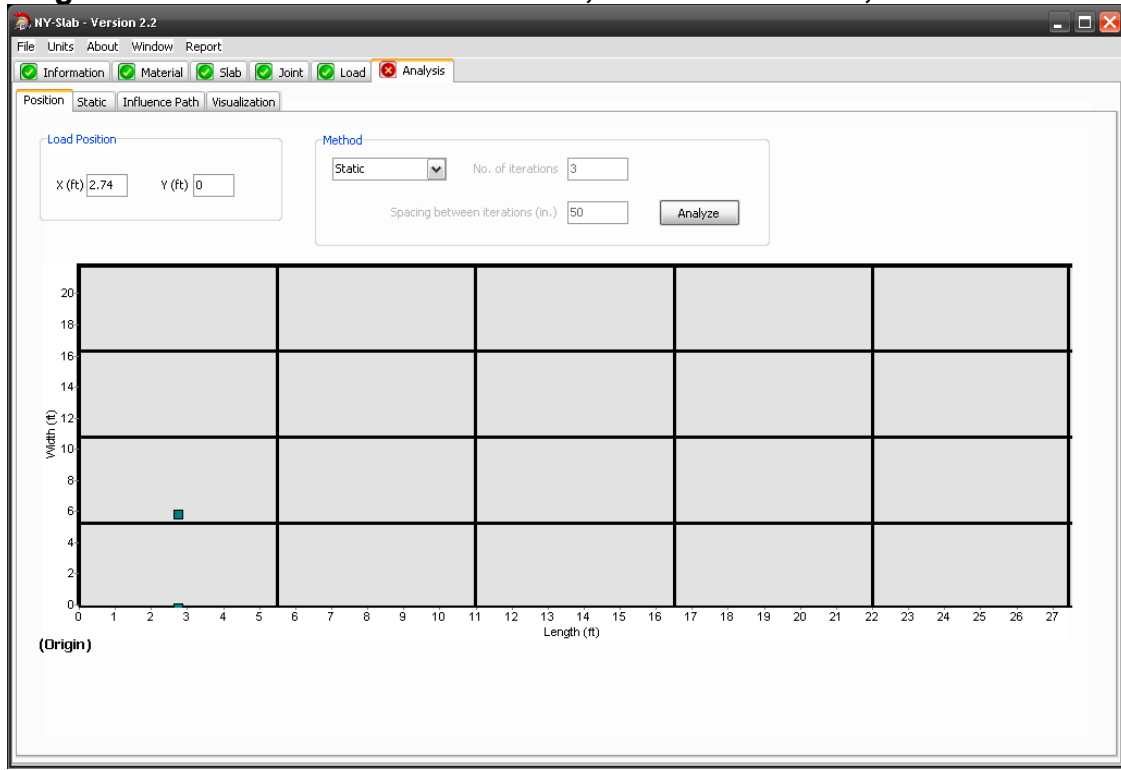 NY-Slab - Version 2.2
File Units About Window Report
Information Material Slab Joint Load Analysis
Position Static Influence Path Visualization
Load Position
X (ft) 2.74 Y (ft) 0
Method
Static No. of iterations 3
Spacing between iterations (in.) 50 Analyze
Width (ft)
20
18
16
14
12
10
8
6
4
2
0
0 1 2 3 4 5 6 7 8 9 10 11 12 13 14 15 16 17 18 19 20 21 22 23 24 25 26 27
Length (ft)
(Origin)